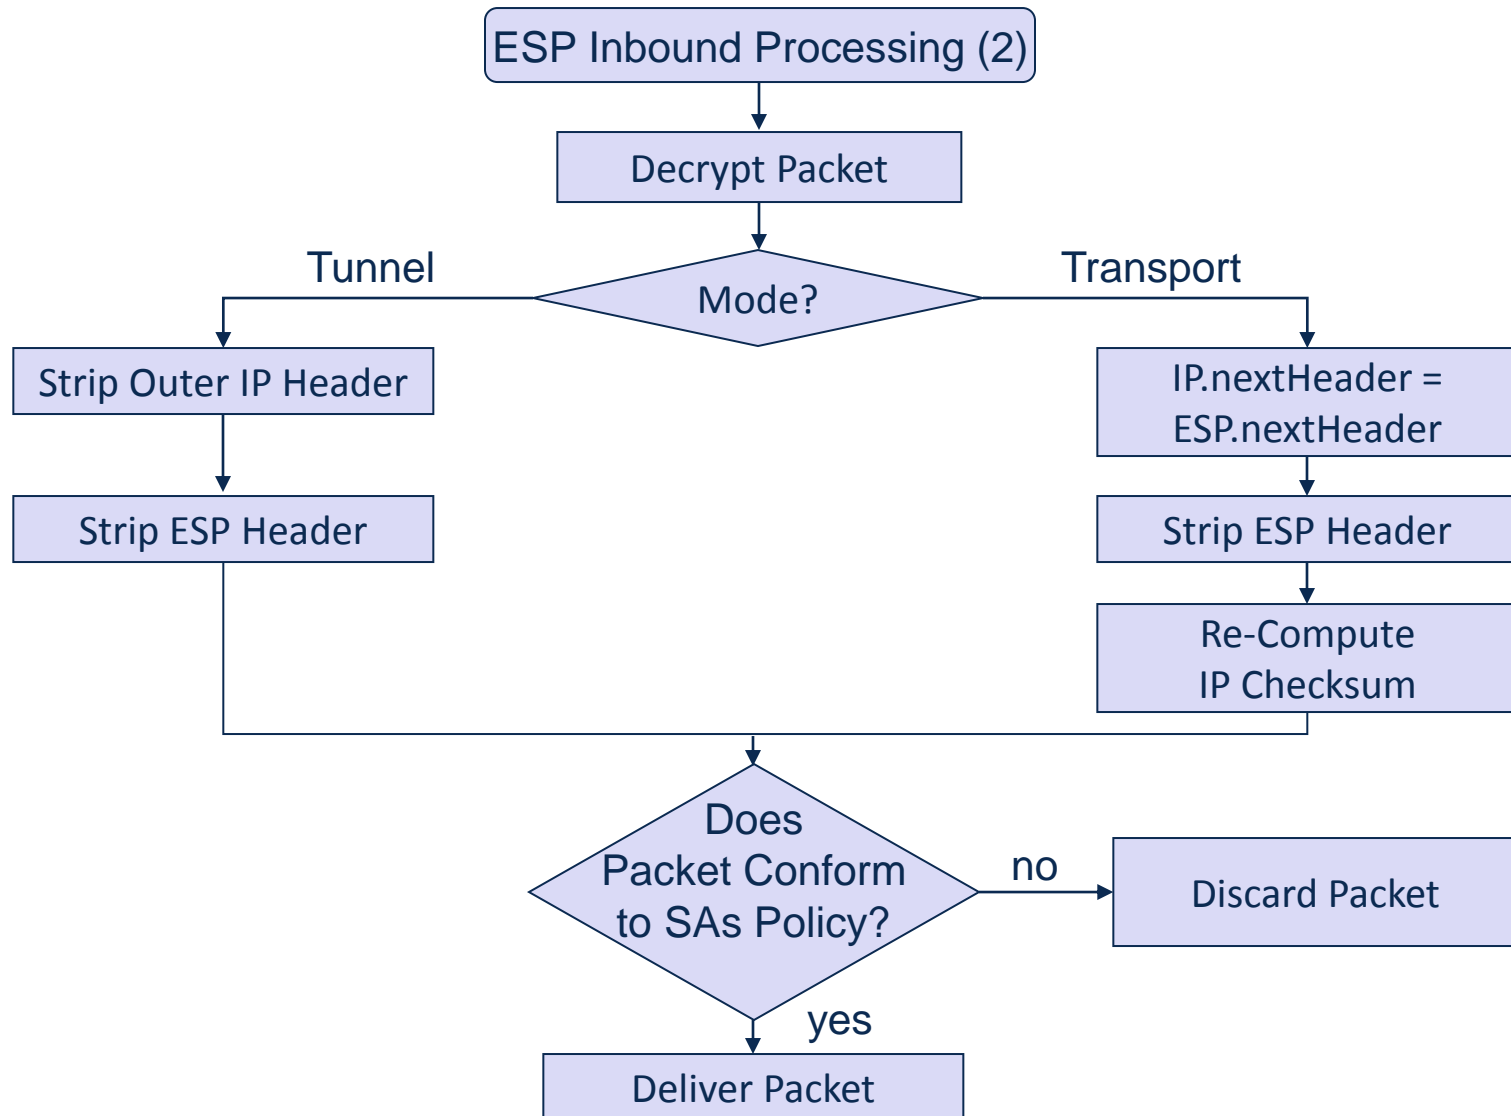 ESP Inbound Processing (2)
Decrypt Packet
Tunnel
Mode?
Transport
Strip Outer IP Header
IP.nextHeader =
ESP.nextHeader
Strip ESP Header
Strip ESP Header
Re-Compute
IP Checksum
Does
Packet Conform
to SAs Policy?
no
Discard Packet
yes
Deliver Packet